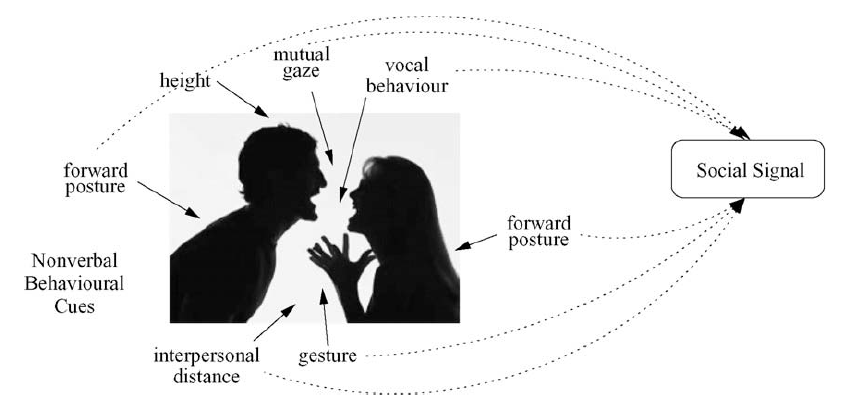 mutual
gaze
height
vocal
behaviour
forward
posture
Social Signal
forward
posture
Nonverbal
Behavioural
Cues
interpersonal
distance
gesture